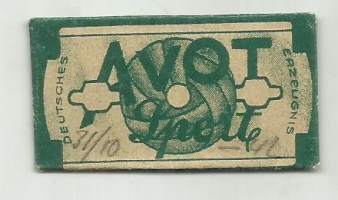 DEUTSCHES
AVOT
Sport
ERZEUGNIS
31/10